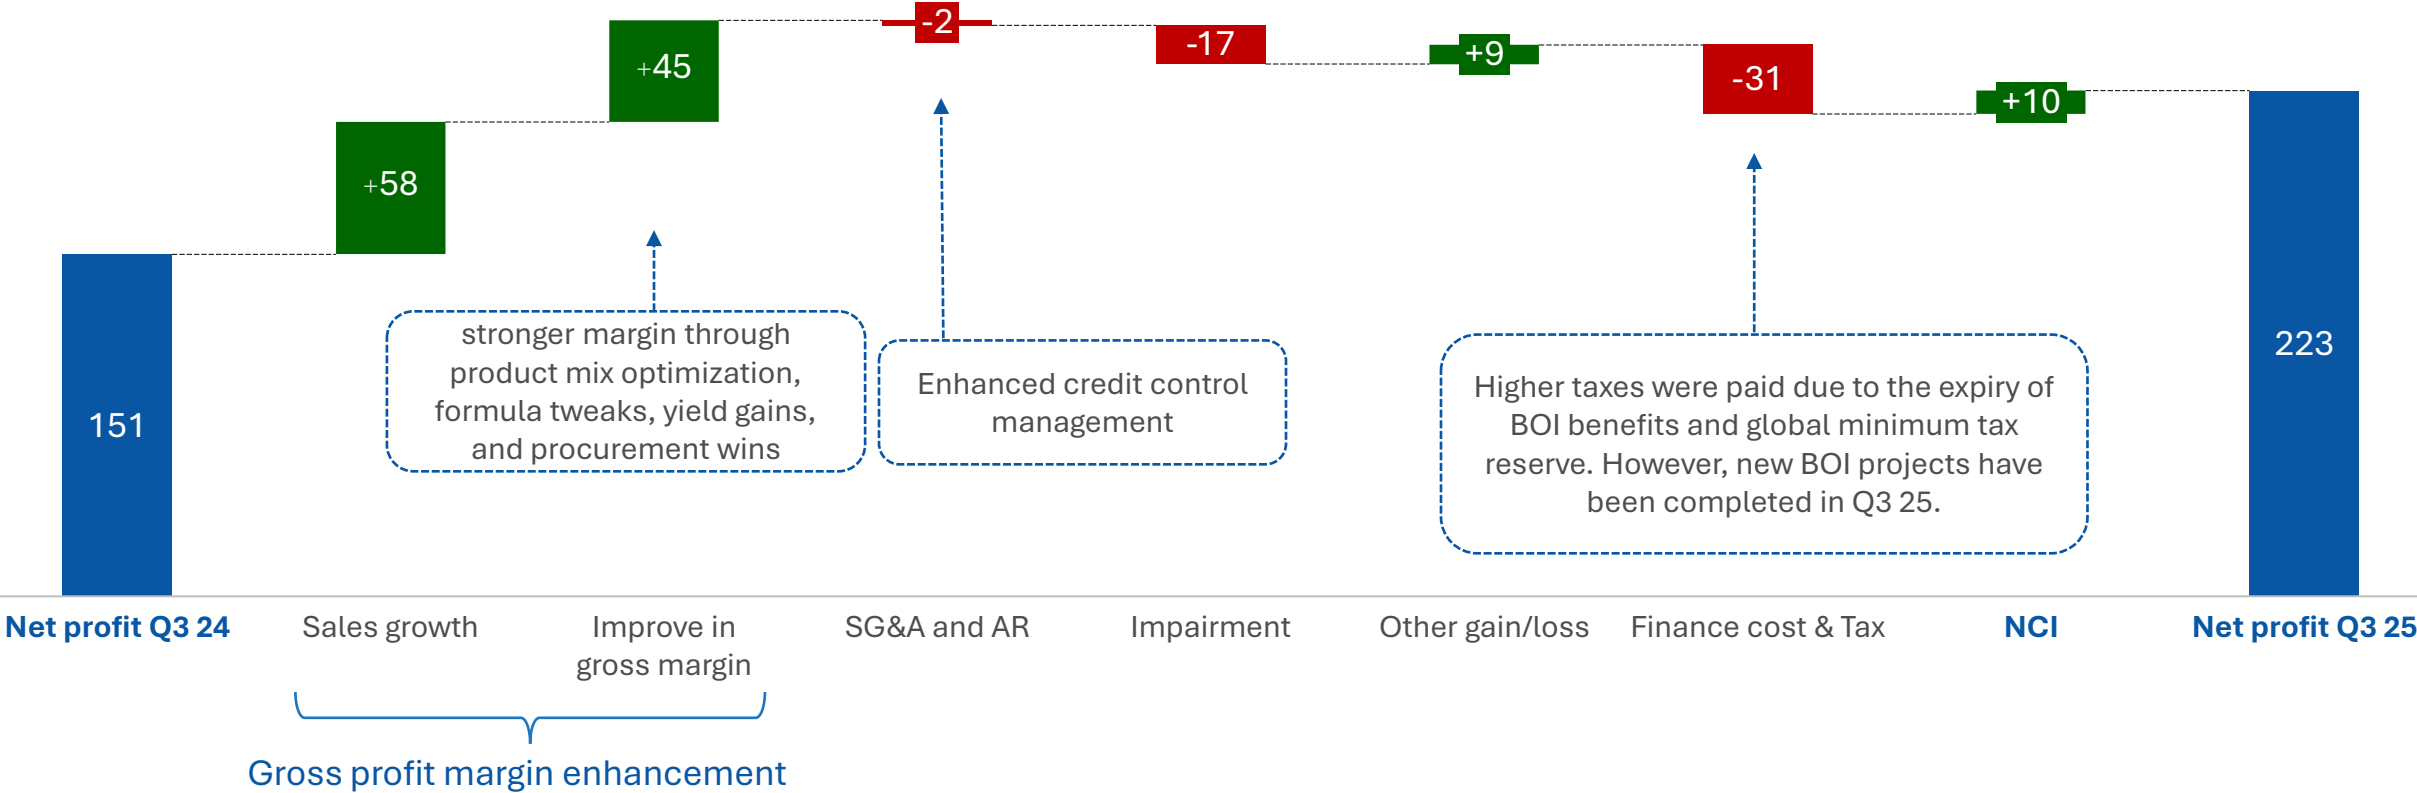 -2
+45
-17
+9
-31
+10
+58
151
223
stronger margin through
product mix optimization,
formula tweaks, yield gains,
and procurement wins
Enhanced credit control
management
Higher taxes were paid due to the expiry of
BOI benefits and global minimum tax
reserve. However, new BOI projects have
been completed in Q3 25.
Net profit Q3 24
Sales growth
Improve in
gross margin
SG&A and AR
Impairment
Other gain/loss
Finance cost & Tax
NCI
Net profit Q3 25
Gross profit margin enhancement